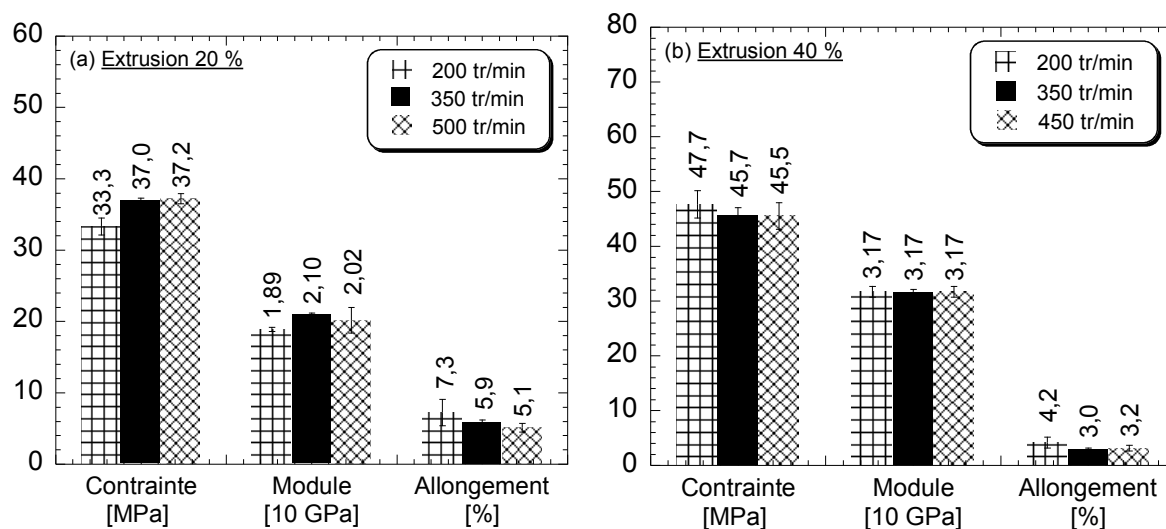 (a) Extrusion 20 %
200 tr/min
350 tr/min
500 tr/min
60
50
40
30
20
10
0
33,3
37,0
37,2
1,89
2,10
2,02
7,3
5,9
5,1
Contrainte
[MPa]
Module
[10 GPa]
Allongement
[%]
(b) Extrusion 40 %
200 tr/min
350 tr/min
450 tr/min
80
70
60
50
40
30
20
10
0
47,7
45,7
45,5
3,17
3,17
3,17
4,2
3,0
3,2
Contrainte
[MPa]
Module
[10 GPa]
Allongement
[%]